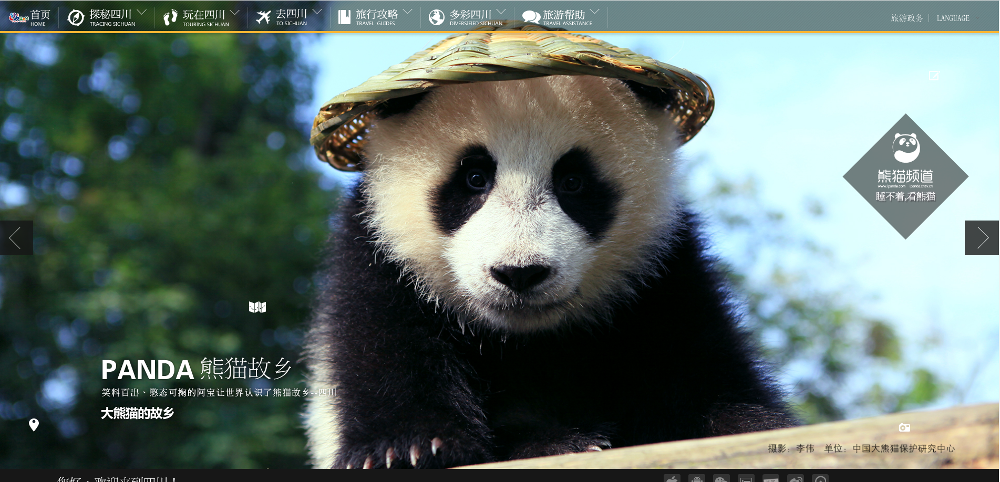 首页
HOME
探秘四川
TRACING SICHUAN
玩在四川
TOURING SICHUAN
去四川
TO SICHUAN
旅行攻略
TRAVEL GUIDES
多彩四川
DIVERSIFIED SICHUAN
旅游帮助
TRAVEL ASSISTANCE
旅游政务
LANGUAGE
熊猫频道
www.ipanda.com ipanda.cntv.cn
睡不着,看熊猫
PANDA 熊猫故乡
笑料百出、憨态可掬的阿宝让世界认识了熊猫故乡--四川
大熊猫的故乡
摄影：李伟 单位：中国大熊猫保护研究中心
您好，欢迎来到四川！